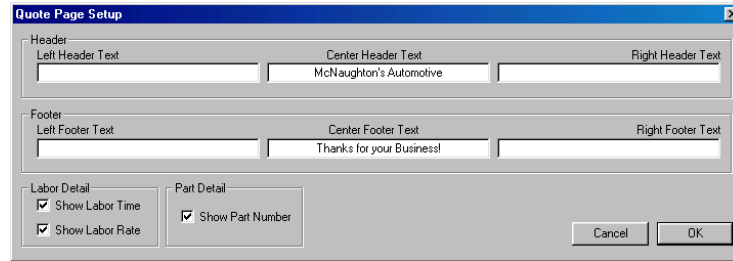 Quote Page Setup
Header
Left Header Text Center Header Text Right Header Text
McNaughton's Automotive
Footer
Left Footer Text Center Footer Text Right Footer Text
Thanks for your Business!
Labor Detail Part Detail
Show Labor Time
Show Part Number
Show Labor Rate
Cancel OK